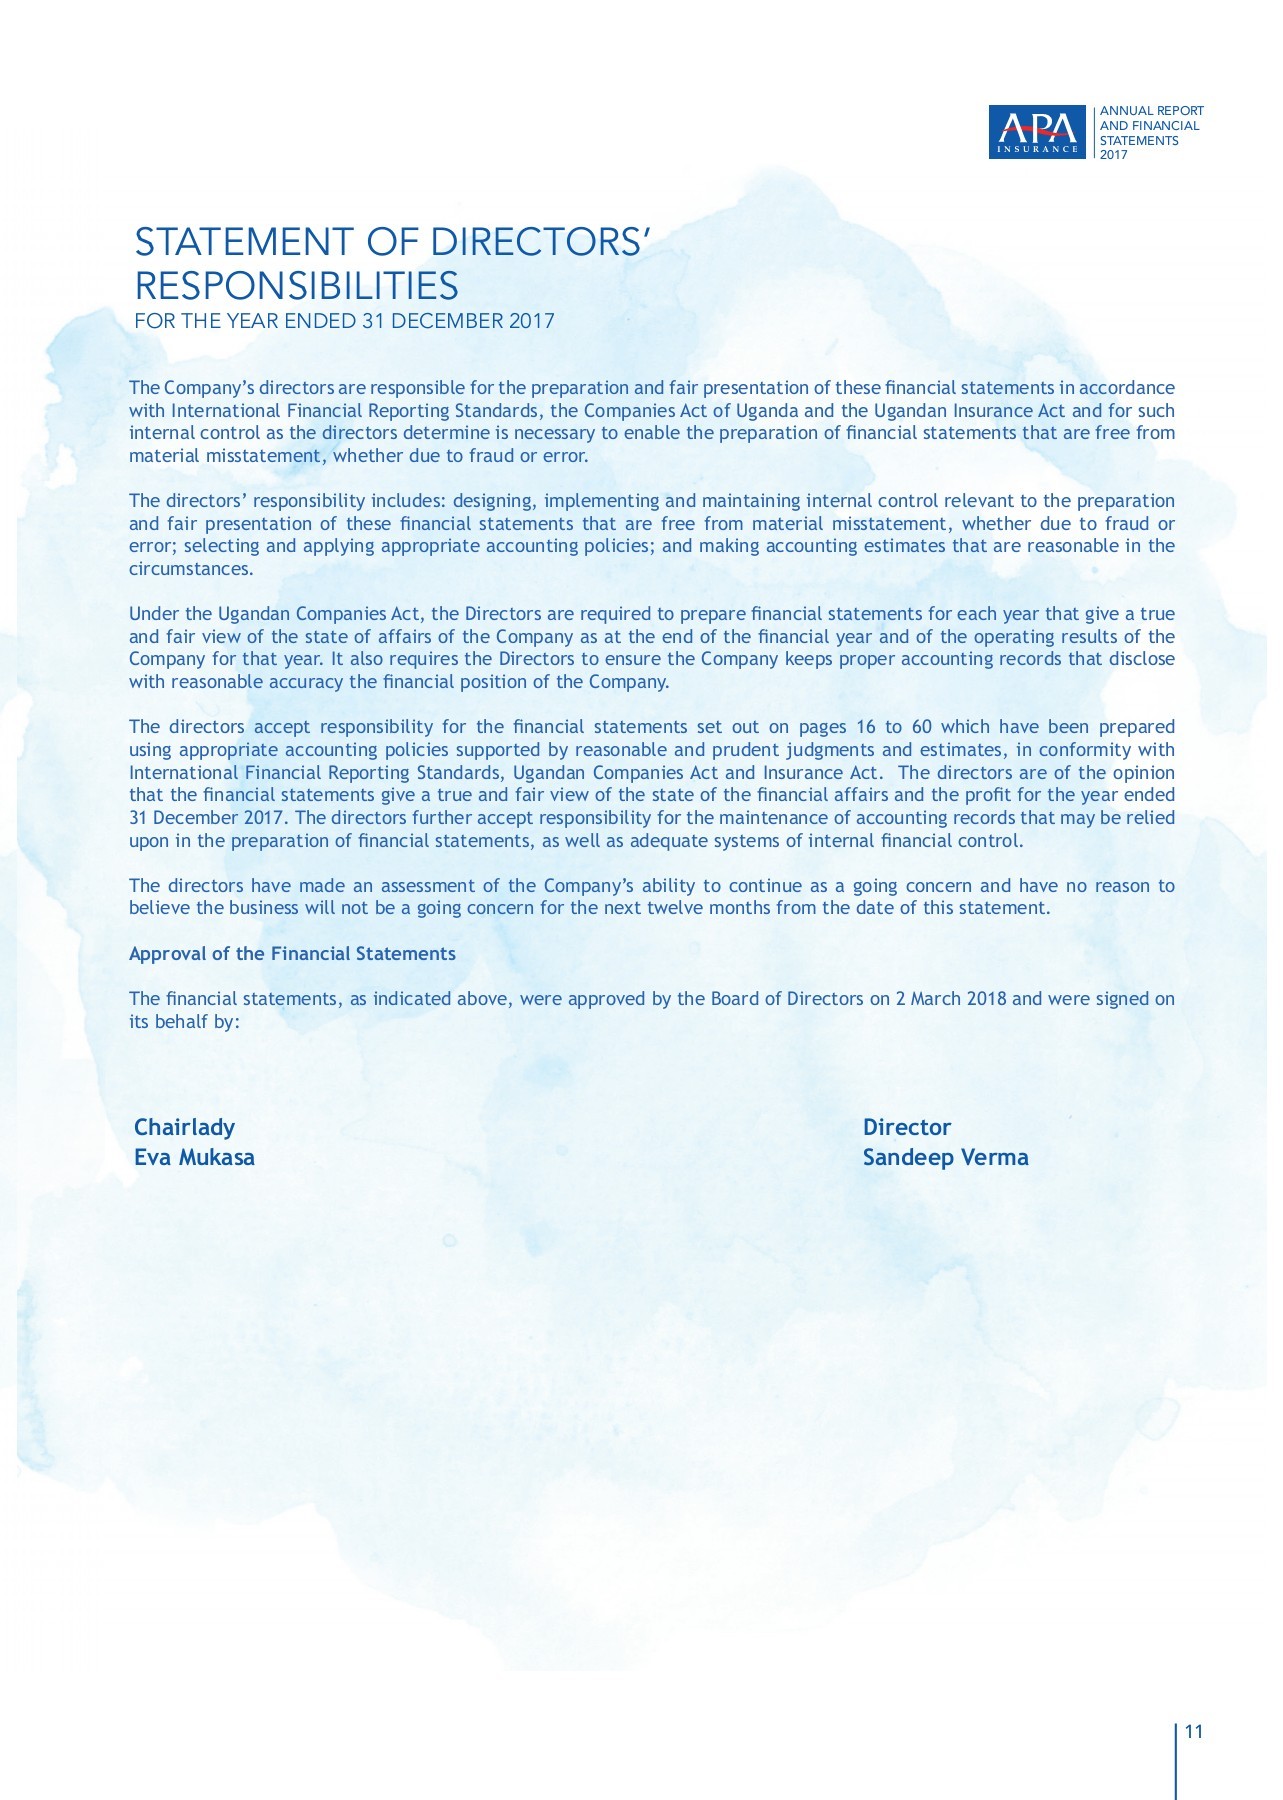 APA
INSURANCE
ANNUAL REPORT
AND FINANCIAL
STATEMENTS
2017
STATEMENT OF DIRECTORS’
RESPONSIBILITIES
FOR THE YEAR ENDED 31 DECEMBER 2017
The Company’s directors are responsible for the preparation and fair presentation of these financial statements in accordance
with International Financial Reporting Standards, the Companies Act of Uganda and the Ugandan Insurance Act and for such
internal control as the directors determine is necessary to enable the preparation of financial statements that are free from
material misstatement, whether due to fraud or error.
The directors’ responsibility includes: designing, implementing and maintaining internal control relevant to the preparation
and fair presentation of these financial statements that are free from material misstatement, whether due to fraud or
error; selecting and applying appropriate accounting policies; and making accounting estimates that are reasonable in the
circumstances.
Under the Ugandan Companies Act, the Directors are required to prepare financial statements for each year that give a true
and fair view of the state of affairs of the Company as at the end of the financial year and of the operating results of the
Company for that year. It also requires the Directors to ensure the Company keeps proper accounting records that disclose
with reasonable accuracy the financial position of the Company.
The directors accept responsibility for the financial statements set out on pages 16 to 60 which have been prepared
using appropriate accounting policies supported by reasonable and prudent judgments and estimates, in conformity with
International Financial Reporting Standards, Ugandan Companies Act and Insurance Act.  The directors are of the opinion
that the financial statements give a true and fair view of the state of the financial affairs and the profit for the year ended
31 December 2017. The directors further accept responsibility for the maintenance of accounting records that may be relied
upon in the preparation of financial statements, as well as adequate systems of internal financial control.
The directors have made an assessment of the Company’s ability to continue as a going concern and have no reason to
believe the business will not be a going concern for the next twelve months from the date of this statement.
Approval of the Financial Statements
The financial statements, as indicated above, were approved by the Board of Directors on 2 March 2018 and were signed on
its behalf by:
Chairlady
Eva Mukasa
Director
Sandeep Verma
11